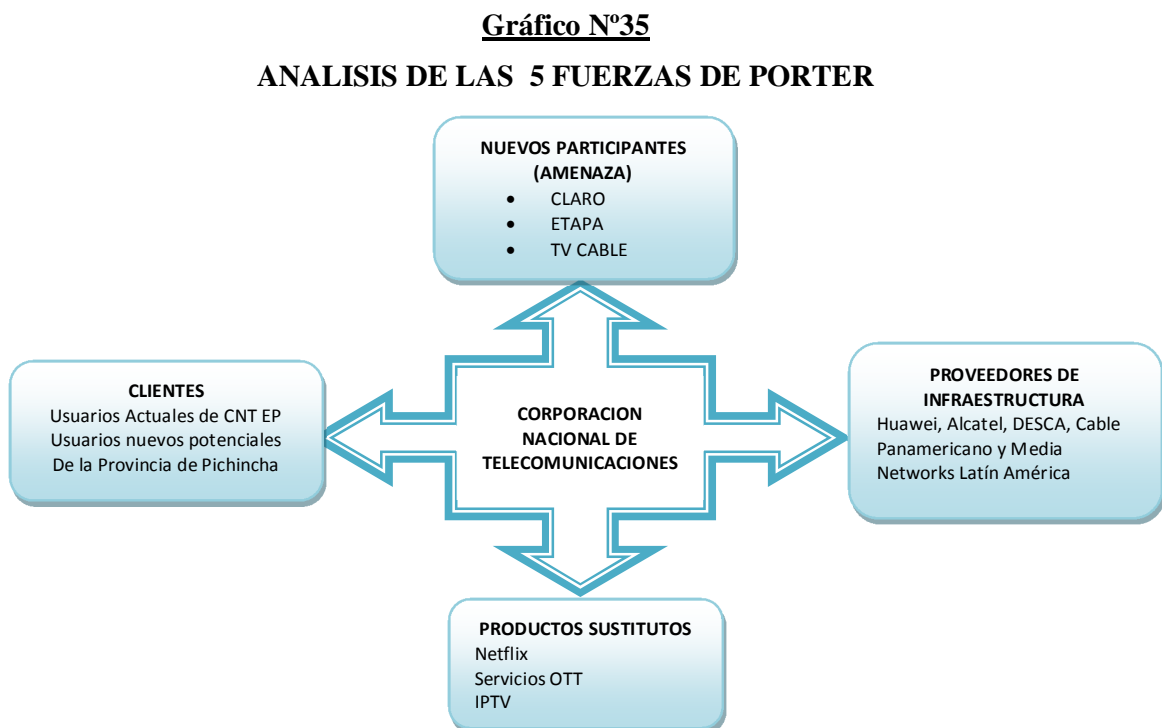 Gráfico Nº35
ANALISIS DE LAS 5 FUERZAS DE PORTER
NUEVOS PARTICIPANTES
(AMENAZA)
• CLARO
• ETAPA
• TV CABLE
CLIENTES
Usuarios Actuales de CNT EP
Usuarios nuevos potenciales
De la Provincia de Pichincha
CORPORACION
NACIONAL DE
TELECOMUNICACIONES
PROVEEDORES DE
INFRAESTRUCTURA
Huawei, Alcatel, DESCA, Cable
Panamericano y Media
Networks Latín América
PRODUCTOS SUSTITUTOS
Netflix
Servicios OTT
IPTV